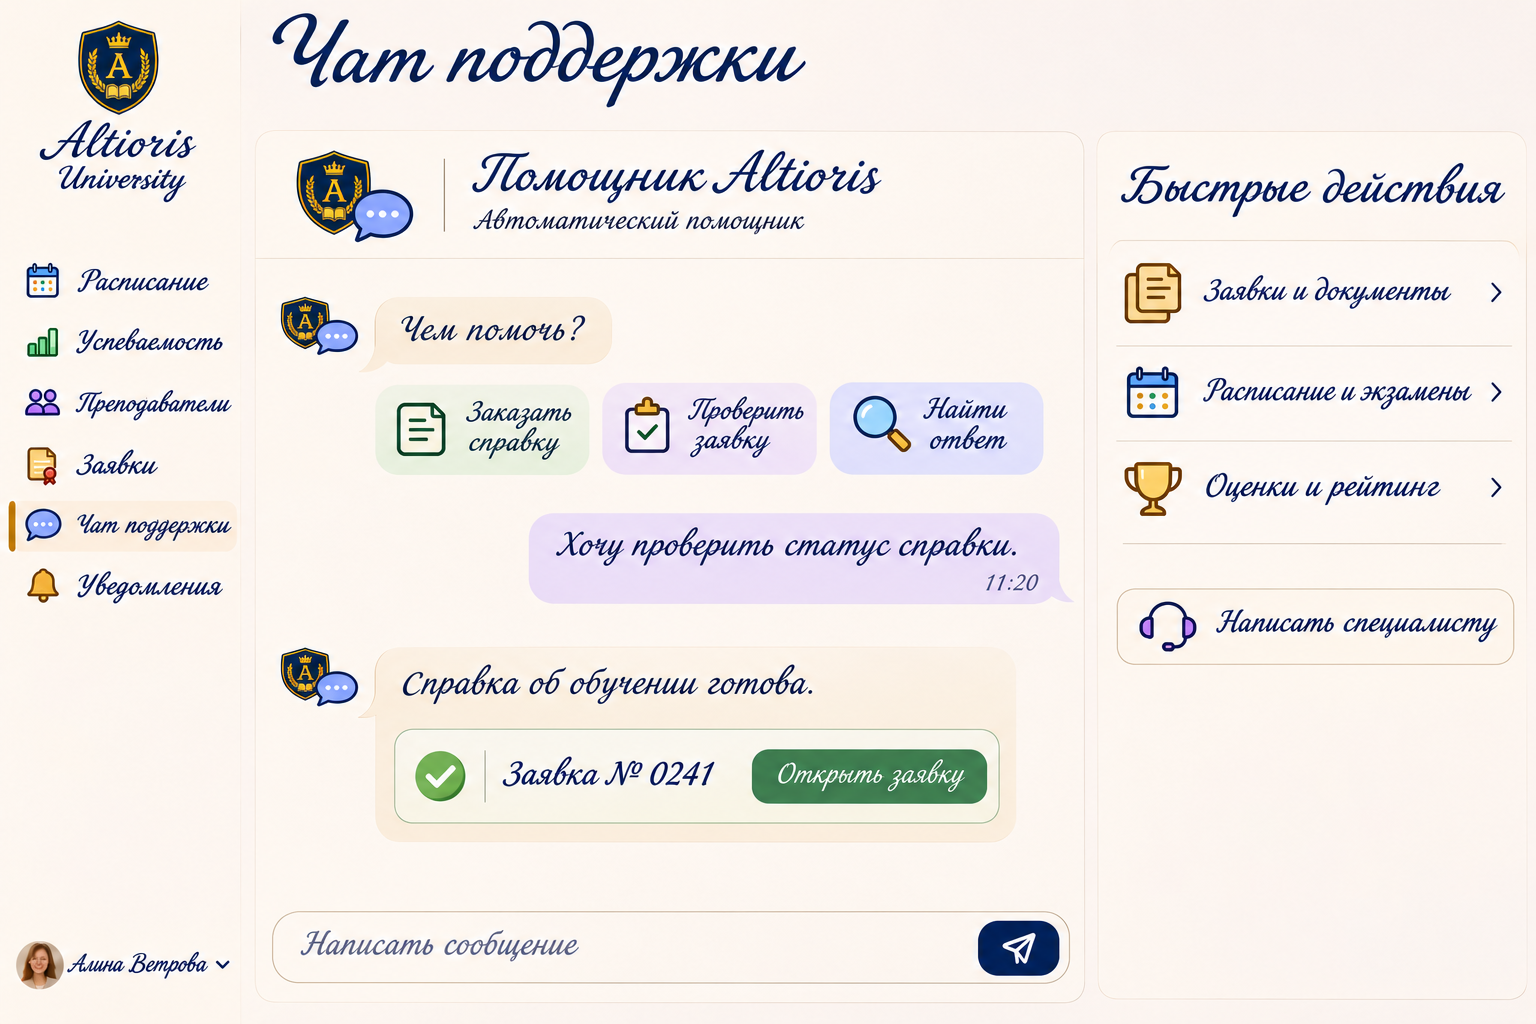 A
Altioris
University
Расписание
Успеваемость
Преподаватели
Заявки
Чат поддержки
Уведомления
Алина Ветрова
Чат поддержки
A
Помощник Altioris
Автоматический помощник
A
Чем помочь?
Заказать
справку
Проверить
заявку
Найти
ответ
Хочу проверить статус справки.
11:20
A
Справка об обучении готова.
Заявка № 0241
Открыть заявку
Написать сообщение
Быстрые действия
Заявки и документы
Расписание и экзамены
Оценки и рейтинг
Написать специалисту